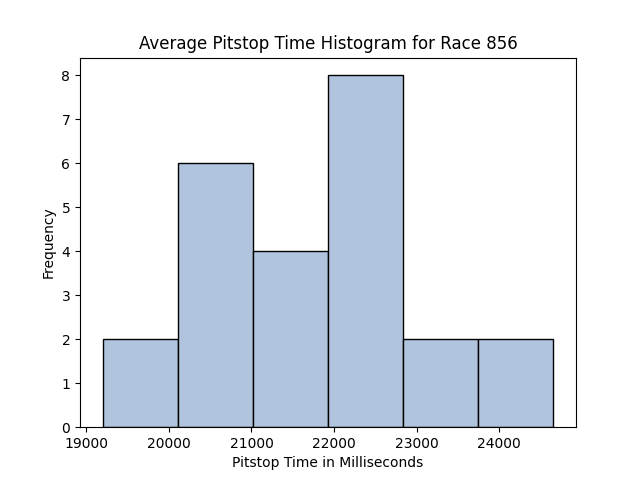 Average Pitstop Time Histogram for Race 856
8
7
6
5
4
3
2
1
0
Frequency
19000 20000 21000 22000 23000 24000
Pitstop Time in Milliseconds